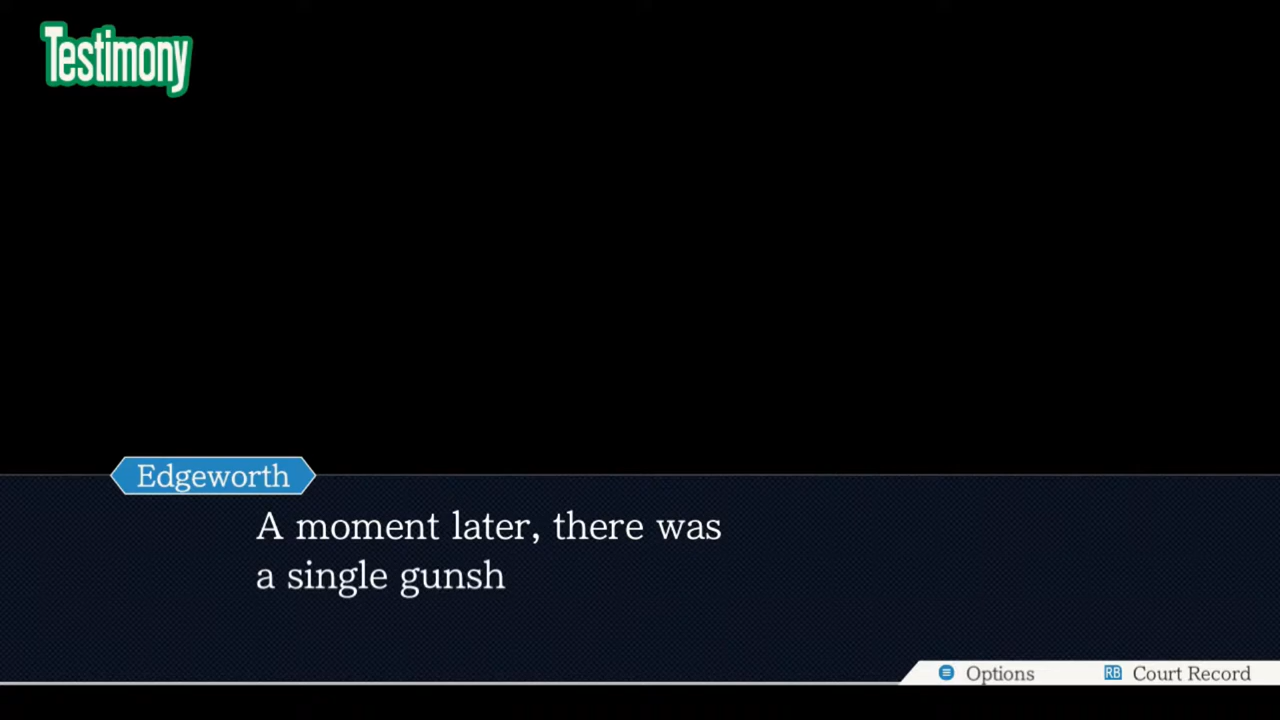 Testimony
Edgeworth
A moment later, there was
a single gunsh
Options
RB Court Record